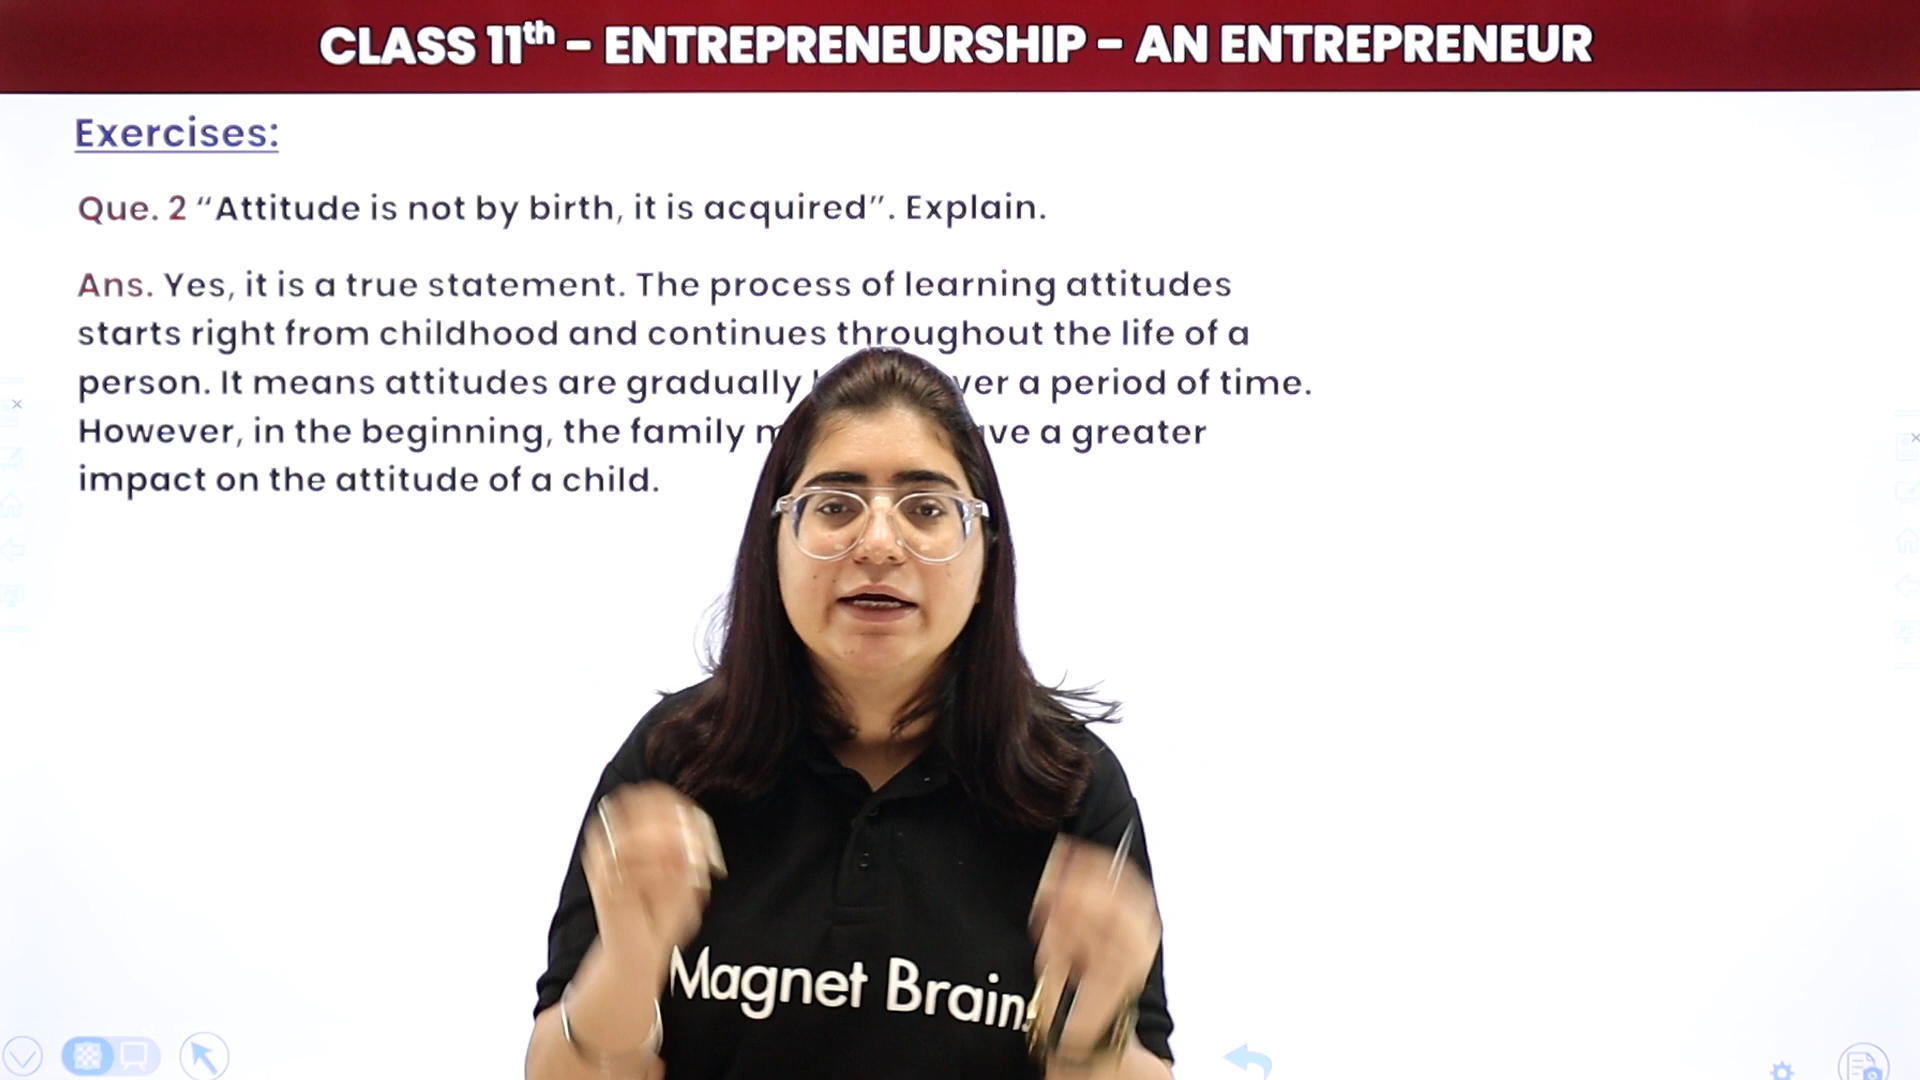 CLASS 11th – ENTREPRENEURSHIP – AN ENTREPRENEUR
Exercises:
Que. 2 “Attitude is not by birth, it is acquired”. Explain.
Ans. Yes, it is a true statement. The process of learning attitudes
starts right from childhood and continues throughout the life of a
person. It means attitudes are gradually a period of time.
However, in the beginning, the family a greater
impact on the attitude of a child.
Magnet Brains